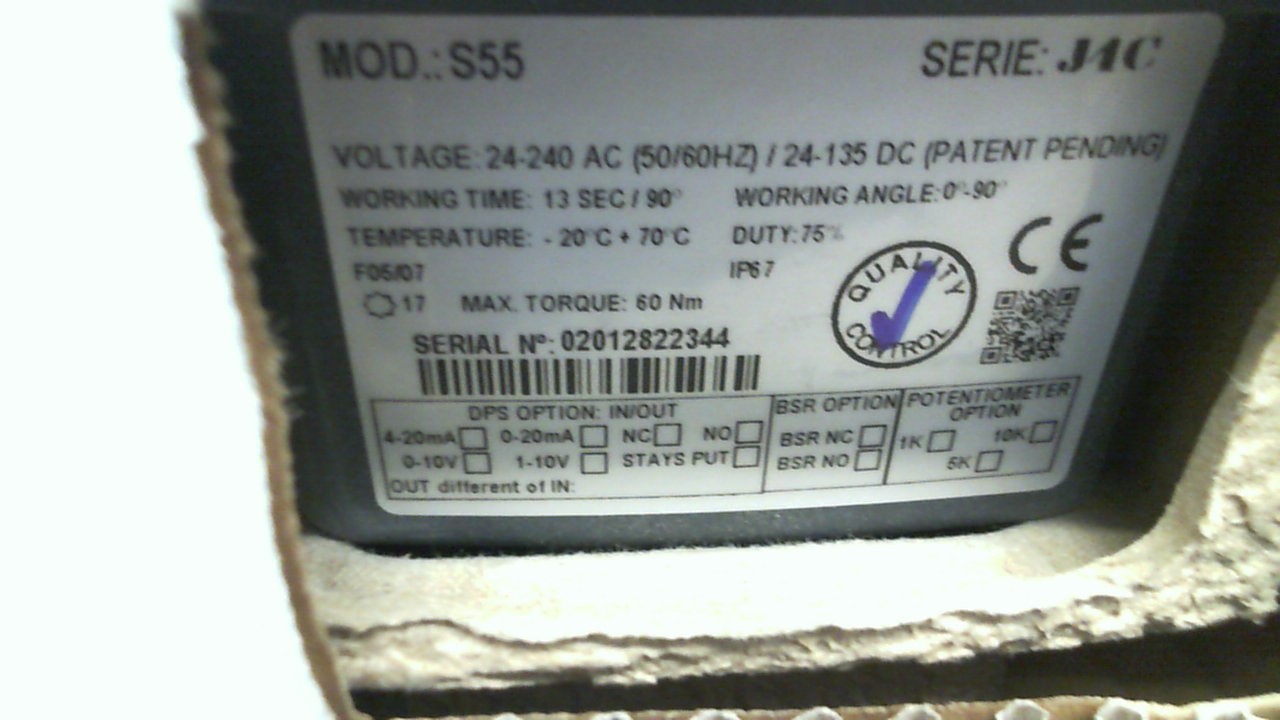 MOD.: S55 SERIE: J4C
VOLTAGE: 24-240 AC (50/60HZ) / 24-135 DC (PATENT PENDING)
WORKING TIME: 13 SEC / 90° WORKING ANGLE: 0°-90°
TEMPERATURE: - 20°C + 70°C DUTY: 75%
F05/07 IP67
17 MAX. TORQUE: 60 Nm
QUALITY CONTROL
CE
SERIAL Nº: 02012822344
DPS OPTION: IN/OUT
4-20mA 0-20mA NC NO
0-10V 1-10V STAYS PUT
OUT different of IN:
BSR OPTION
BSR NC
BSR NO
POTENTIOMETER
OPTION
1K 10K
5K